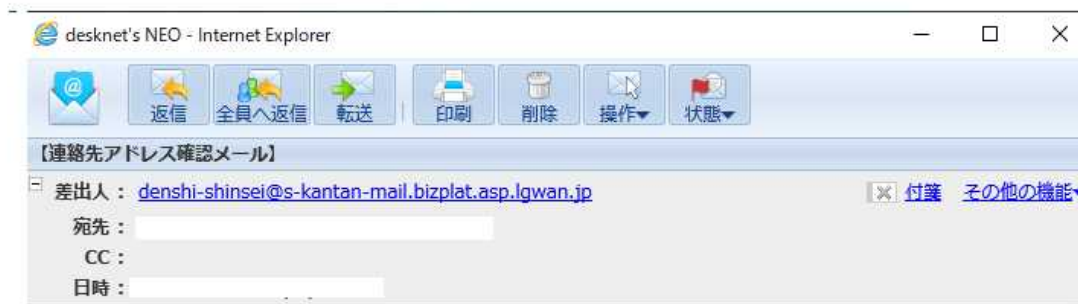 desknet's NEO - Internet Explorer
返信 全員へ返信 転送 印刷 削除 操作▼ 状態▼
【連絡先アドレス確認メール】
差出人： denshi-shinsei@s-kantan-mail.bizplat.asp.lgwan.jp 付箋 その他の機能▼
宛先：
CC：
日時：